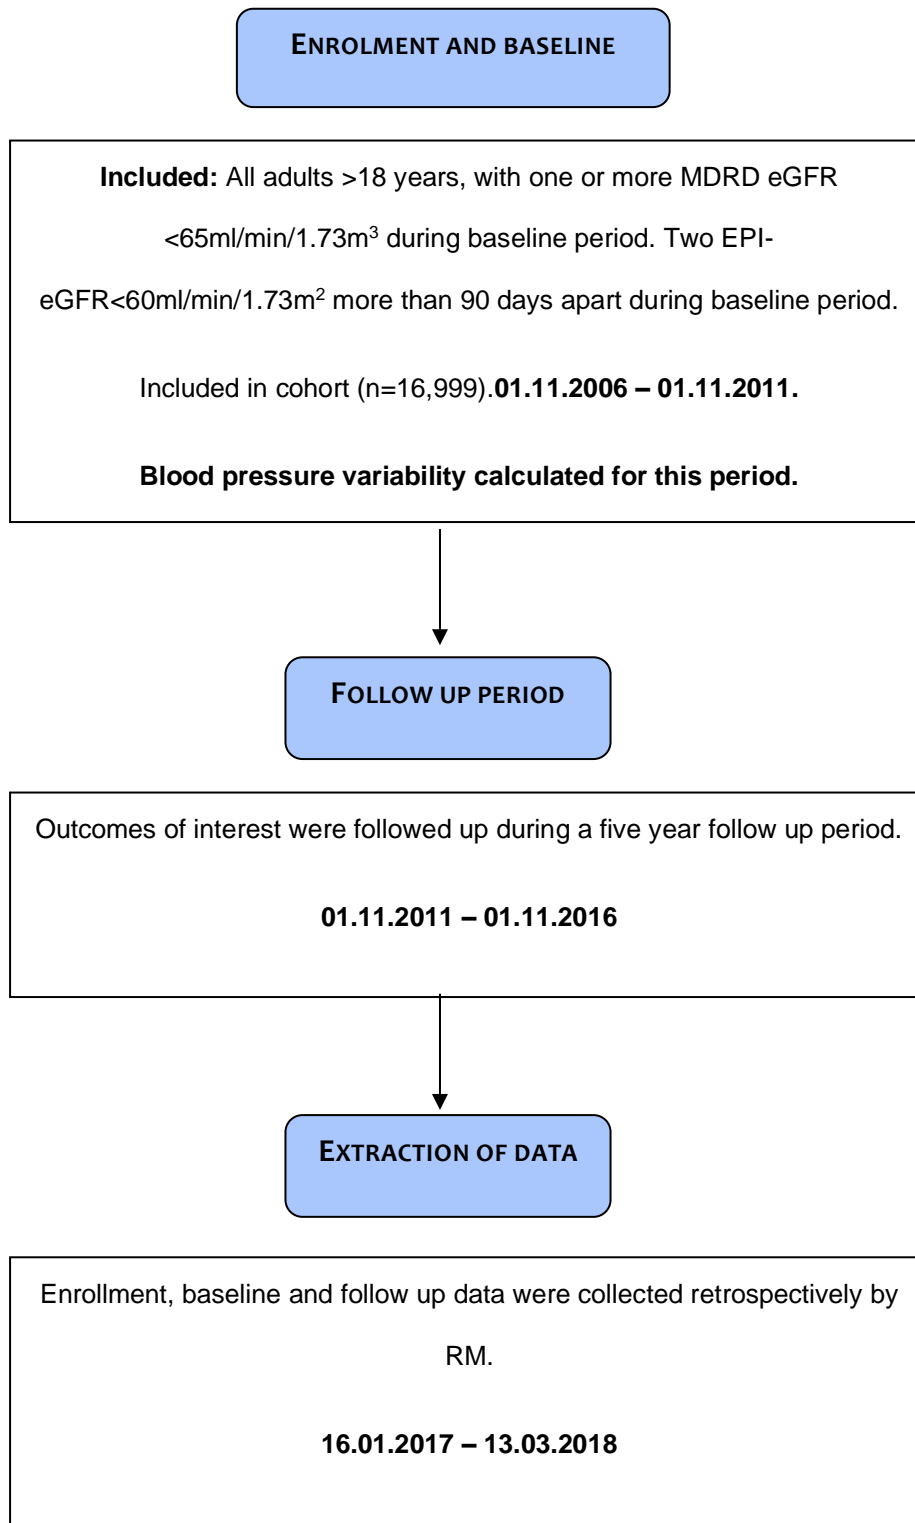 ENROLMENT AND BASELINE
Included: All adults >18 years, with one or more MDRD eGFR
<65ml/min/1.73m³ during baseline period. Two EPI-
eGFR<60ml/min/1.73m² more than 90 days apart during baseline period.
Included in cohort (n=16,999).01.11.2006 – 01.11.2011.
Blood pressure variability calculated for this period.
FOLLOW UP PERIOD
Outcomes of interest were followed up during a five year follow up period.
01.11.2011 – 01.11.2016
EXTRACTION OF DATA
Enrollment, baseline and follow up data were collected retrospectively by
RM.
16.01.2017 – 13.03.2018